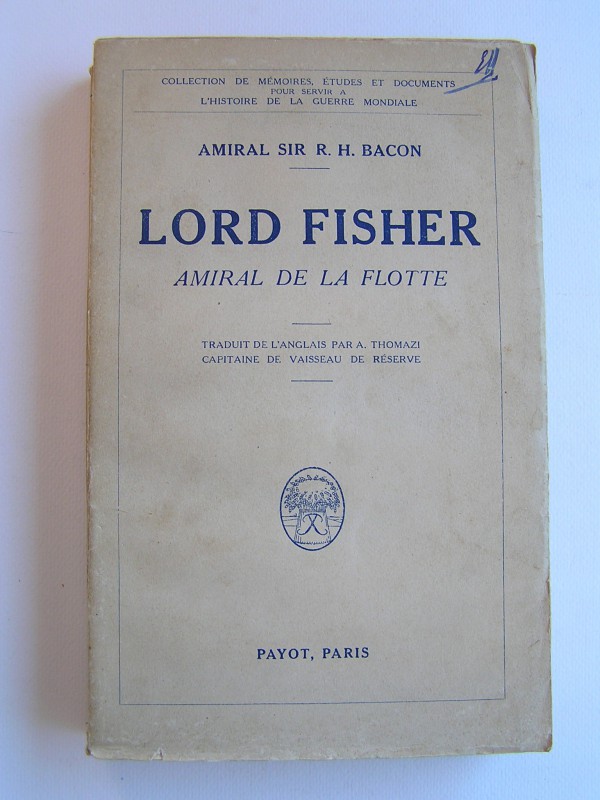 COLLECTION DE MÉMOIRES, ÉTUDES ET DOCUMENTS
POUR SERVIR A
L'HISTOIRE DE LA GUERRE MONDIALE
AMIRAL SIR R. H. BACON
LORD FISHER
AMIRAL DE LA FLOTTE
TRADUIT DE L'ANGLAIS PAR A. THOMAZI
CAPITAINE DE VAISSEAU DE RÉSERVE
PAYOT, PARIS